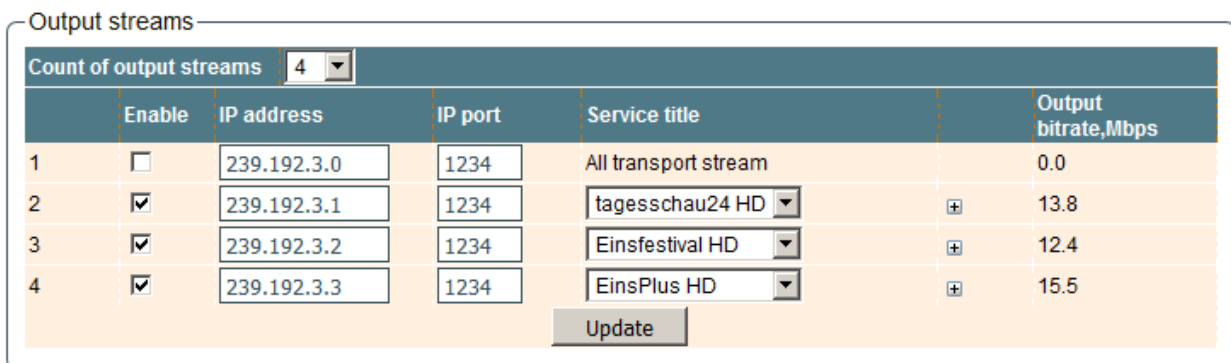 Output streams
Count of output streams 4
Enable IP address IP port Service title Output bitrate,Mbps
1 239.192.3.0 1234 All transport stream 0.0
2 239.192.3.1 1234 tagesschau24 HD 13.8
3 239.192.3.2 1234 Einsfestival HD 12.4
4 239.192.3.3 1234 EinsPlus HD 15.5
Update